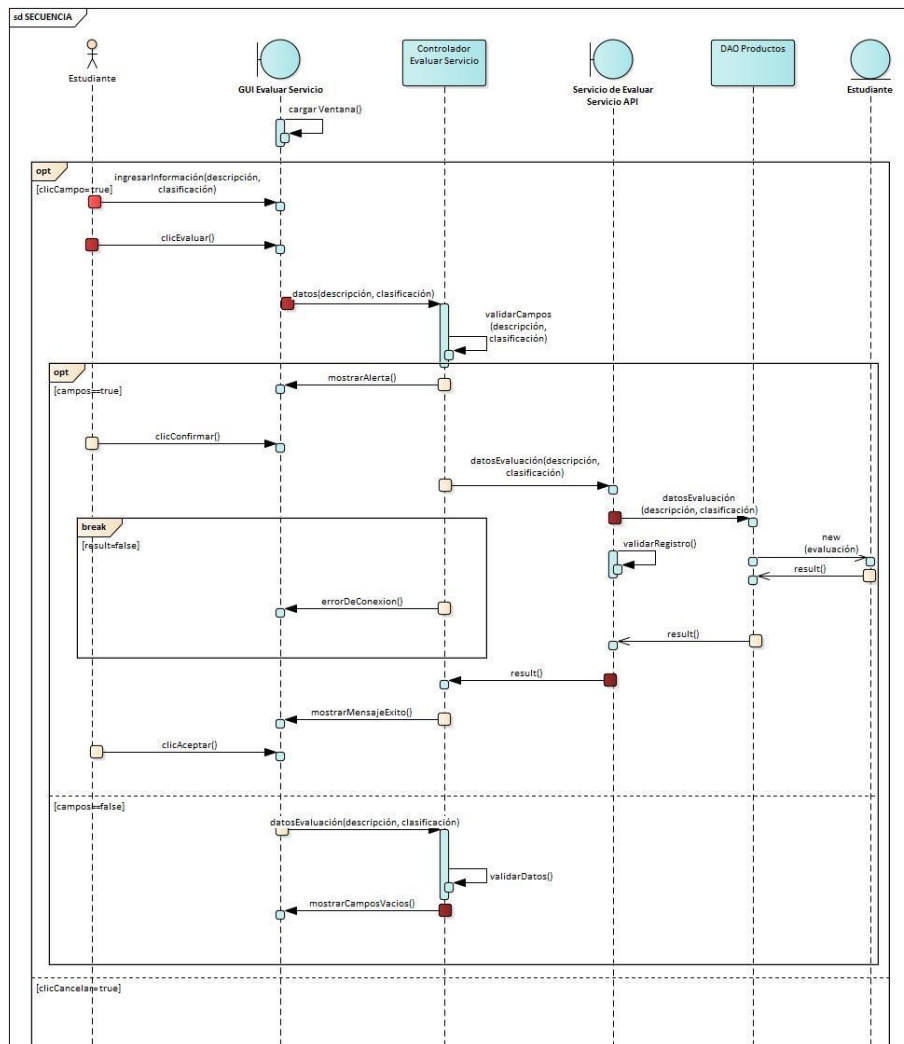 sd SECUENCIA
Estudiante
GUI Evaluar Servicio
Controlador
Evaluar Servicio
Servicio de Evaluar
Servicio API
DAO Productos
Estudiante
cargar Ventana()
opt
[clicCampo=true]
ingresarInformación(descripción,
clasificación)
clicEvaluar()
datos(descripción, clasificación)
validarCampos
(descripción,
clasificación)
opt
[campos==true]
mostrarAlerta()
clicConfirmar()
datosEvaluación(descripción,
clasificación)
datosEvaluación
(descripción, clasificación)
break
[result=false]
validarRegistro()
new
(evaluación)
result()
errorDeConexion()
result()
result()
mostrarMensajeExito()
clicAceptar()
[campos==false]
datosEvaluación(descripción, clasificación)
validarDatos()
mostrarCamposVacios()
[clicCancelar=true]